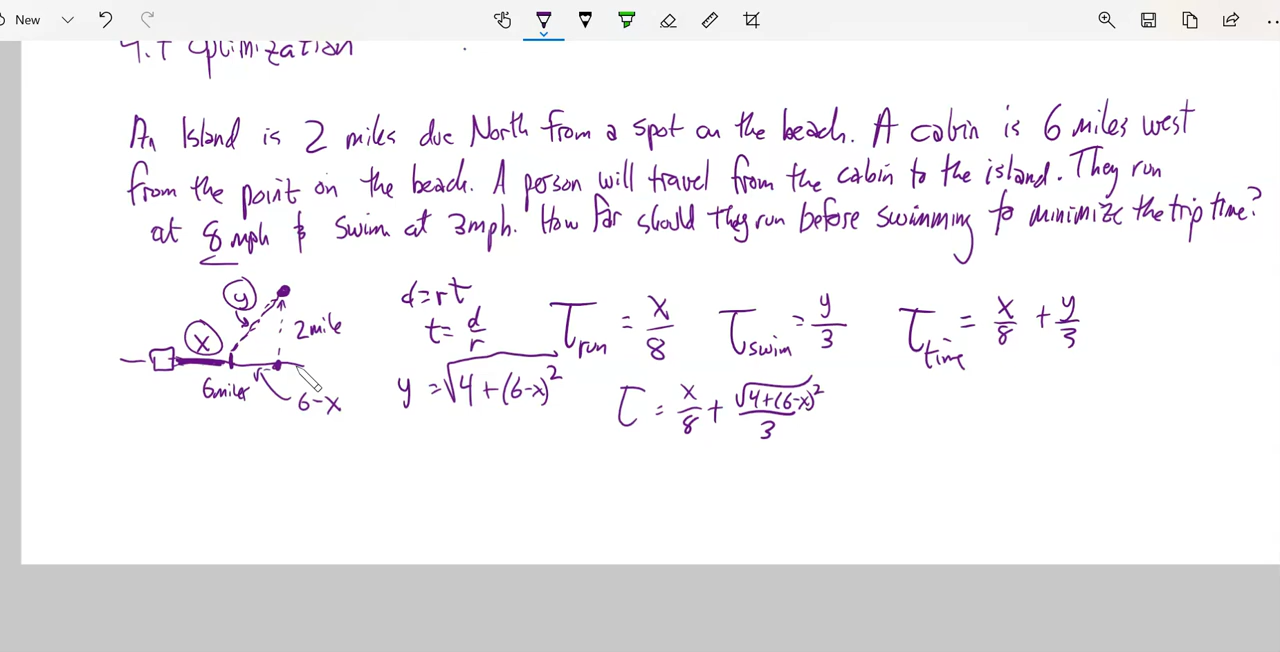 New
4.7 Optimization
An Island is 2 miles due North from a spot on the beach. A cabin is 6 miles west
from the point on the beach. A person will travel from the cabin to the island. They run
at 8 mph & swim at 3mph. How far should they run before swimming to minimize the trip time?
y
X
2 mile
6 miles
6-X
d=rt
t= d/r
T run = X/8
T swim = y/3
T time = X/8 + y/3
y = √4+(6-x)²
T = X/8 + √4+(6-x)²/3